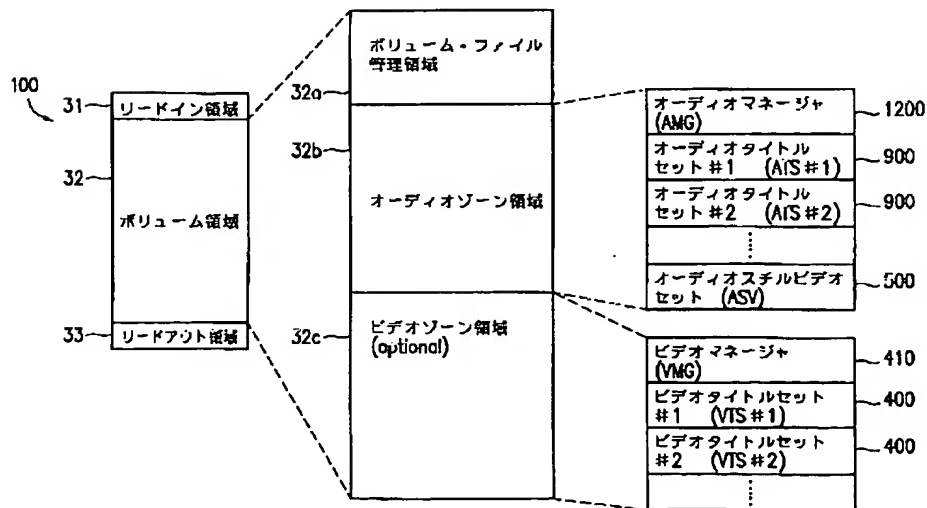 100
31
リードイン領域
32
ボリューム領域
33
リードアウト領域
ボリューム・ファイル
管理領域
32a
32b
オーディオゾーン領域
32c
ビデオゾーン領域
(optional)
オーディオマネージャ
(AMG)
1200
オーディオタイトル
セット#1 (ATS#1)
900
オーディオタイトル
セット#2 (ATS#2)
900
オーディオスチルビデオ
セット (ASV)
500
ビデオマネージャ
(VMG)
410
ビデオタイトルセット
#1 (VTS#1)
400
ビデオタイトルセット
#2 (VTS#2)
400